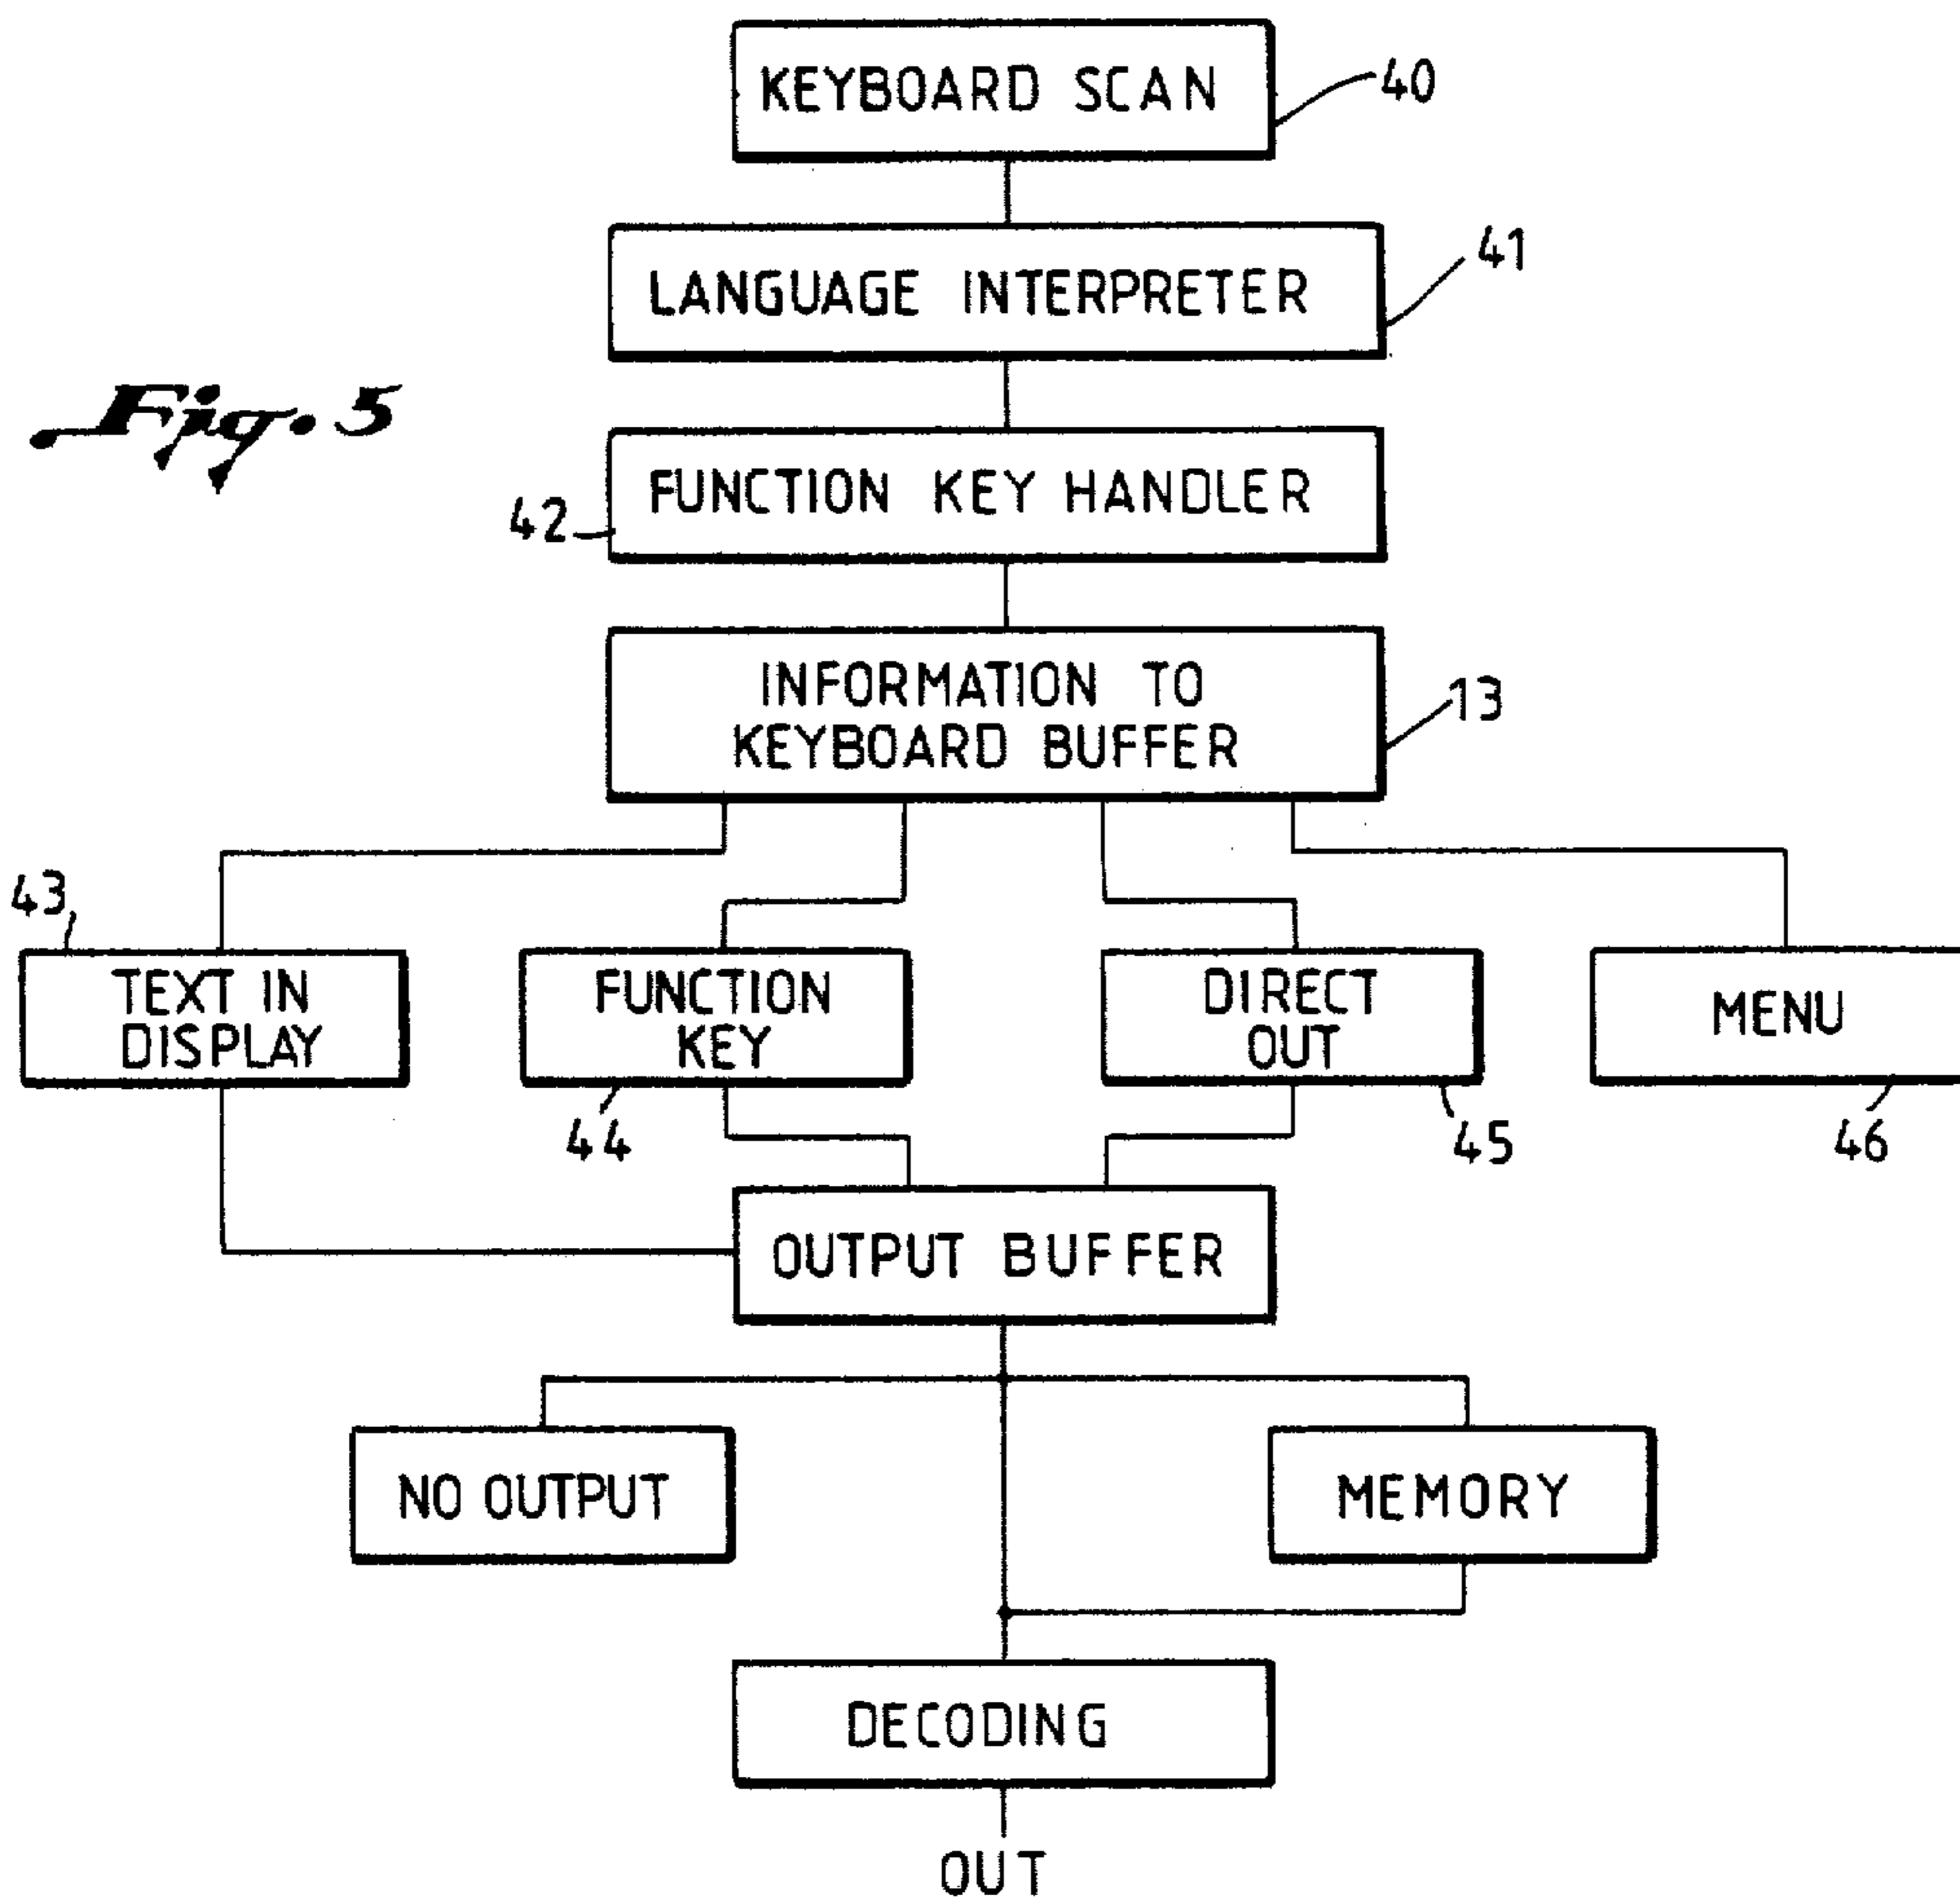 KEYBOARD SCAN
40
LANGUAGE INTERPRETER
41
Fig. 5
FUNCTION KEY HANDLER
42
INFORMATION TO
KEYBOARD BUFFER
13
43
TEXT IN
DISPLAY
FUNCTION
KEY
DIRECT
OUT
MENU
44
45
46
OUTPUT BUFFER
NO OUTPUT
MEMORY
DECODING
OUT